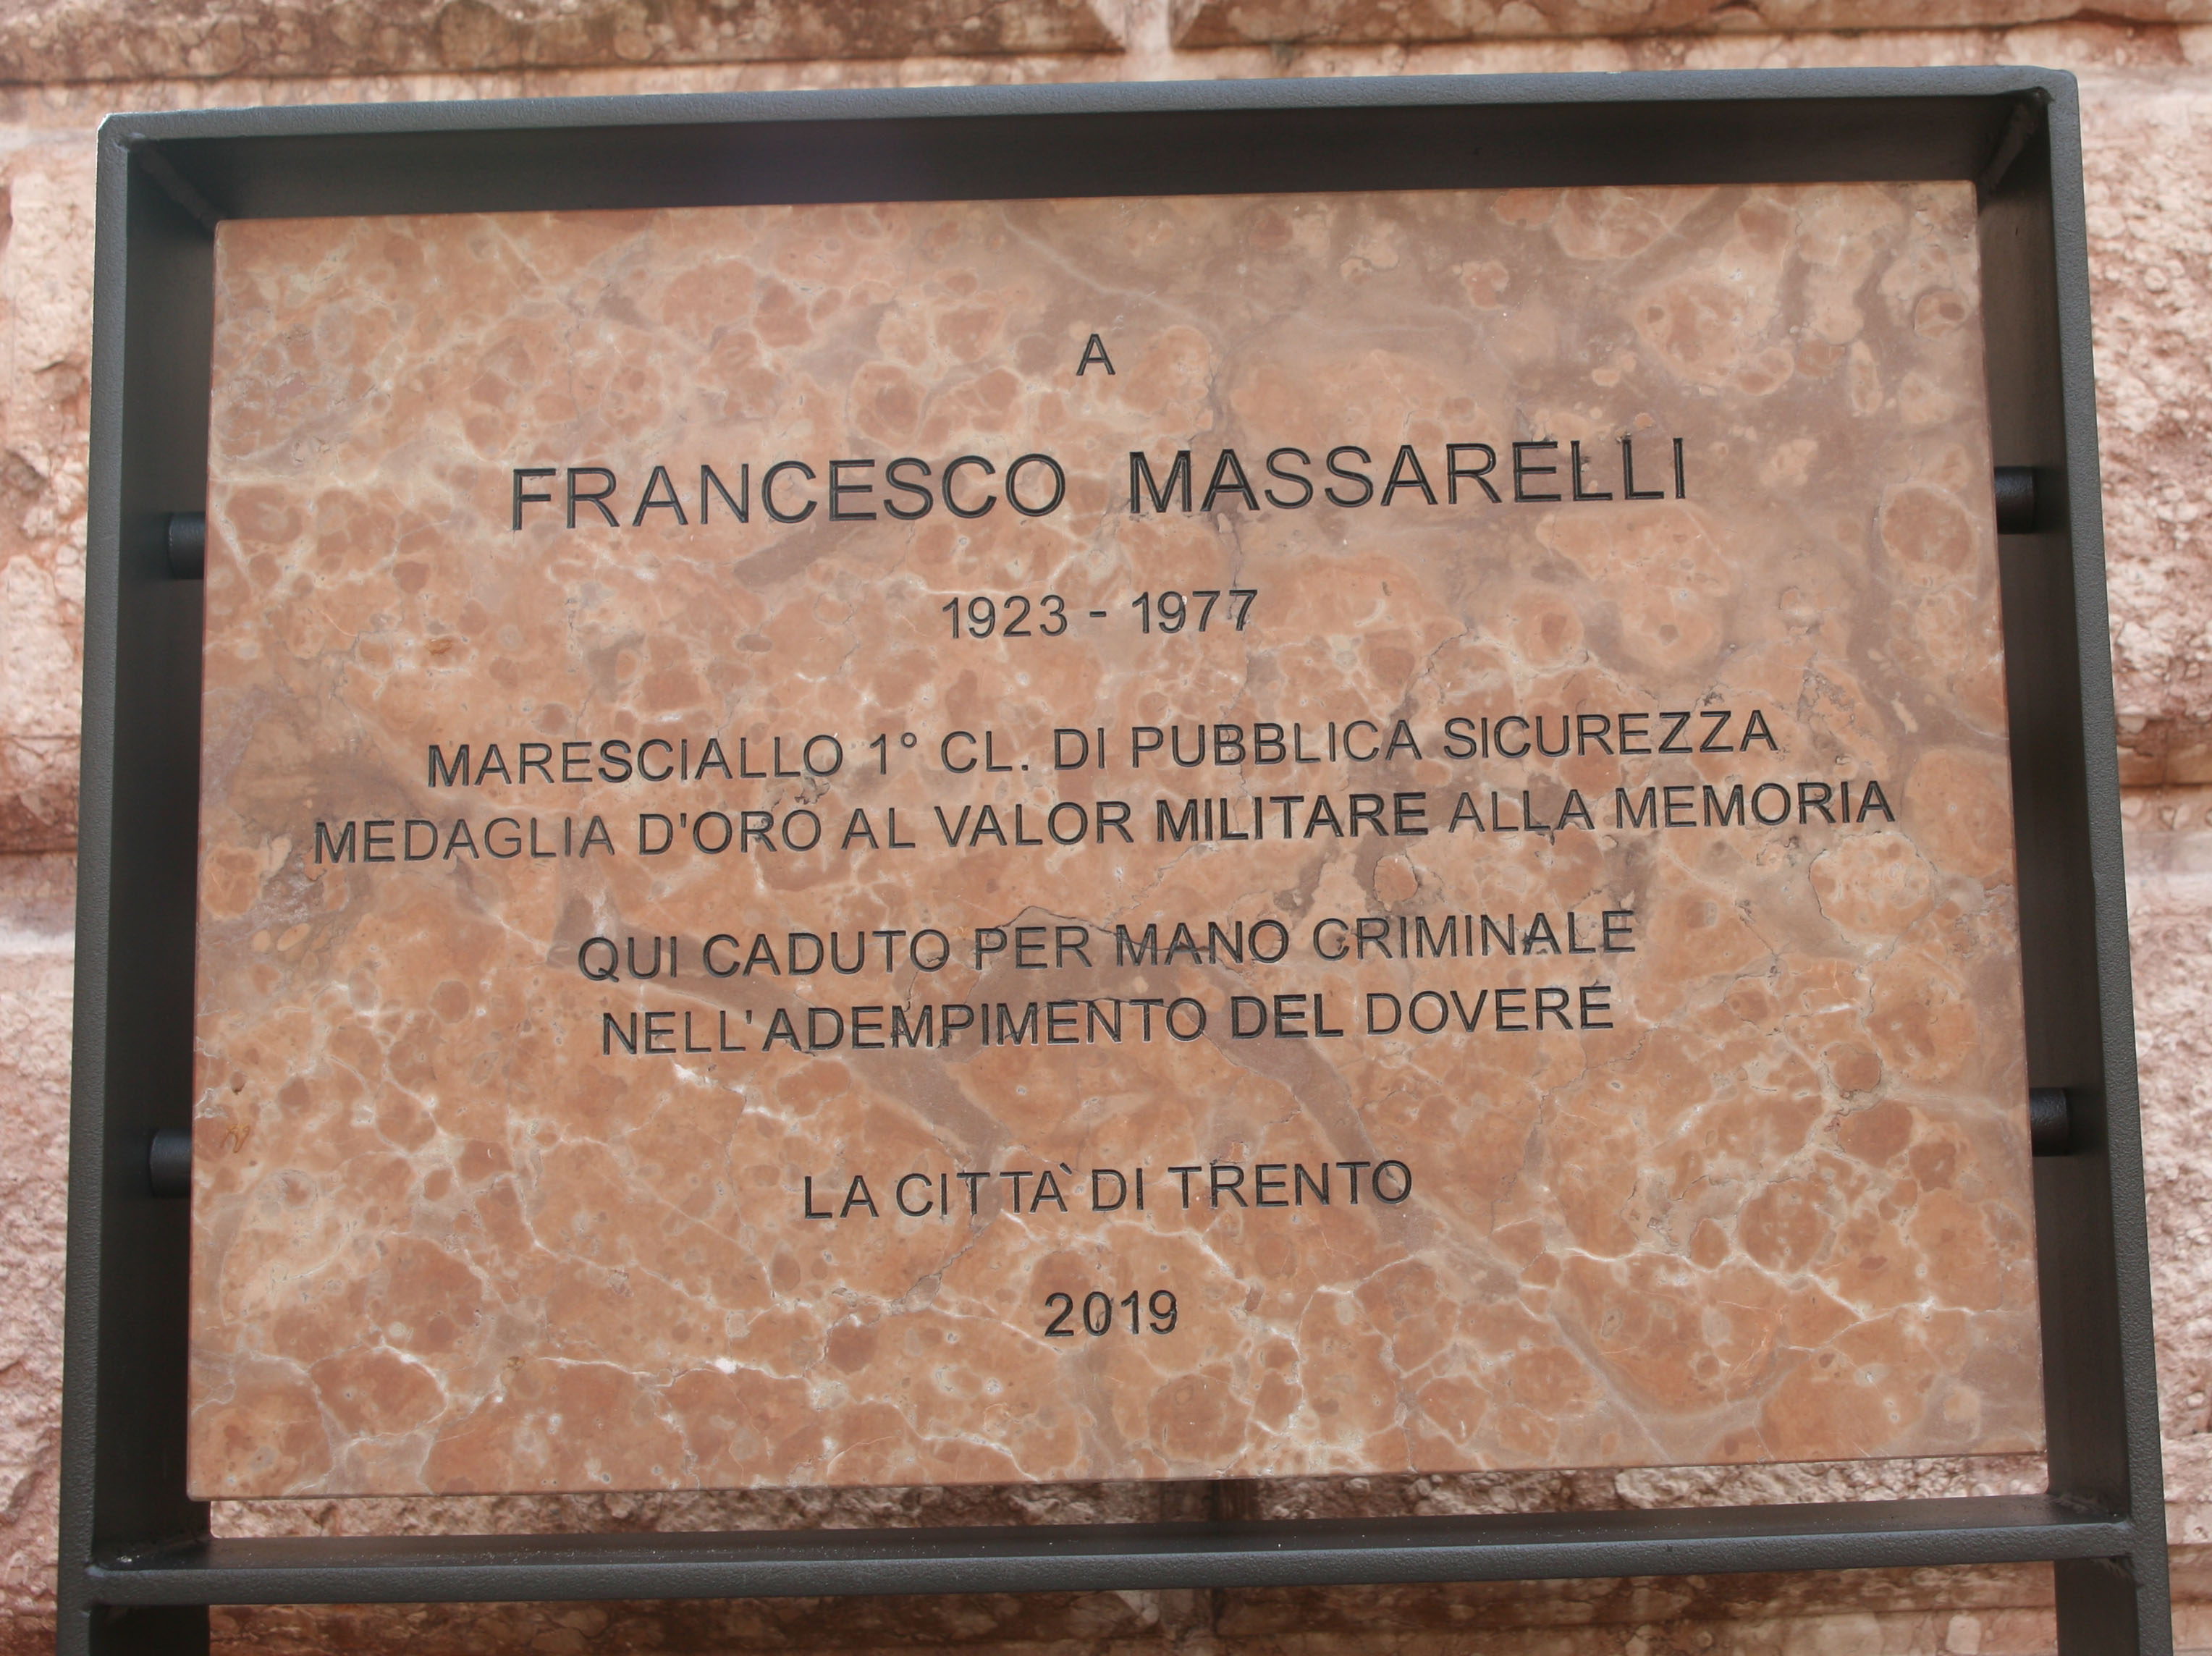 A
FRANCESCO MASSARELLI
1923 - 1977
MARESCIALLO 1° CL. DI PUBBLICA SICUREZZA
MEDAGLIA D'ORO AL VALOR MILITARE ALLA MEMORIA
QUI CADUTO PER MANO CRIMINALE
NELL'ADEMPIMENTO DEL DOVERE
LA CITTA` DI TRENTO
2019